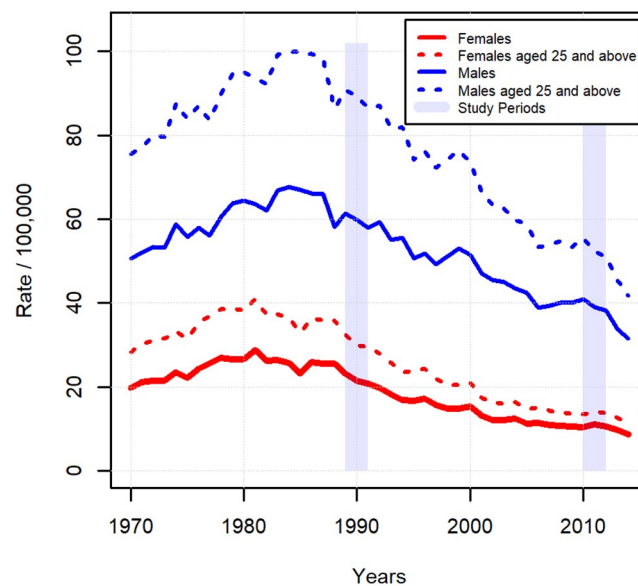 Females
Females aged 25 and above
Males
Males aged 25 and above
Study Periods
Rate / 100,000
100
80
60
40
20
0
1970 1980 1990 2000 2010
Years